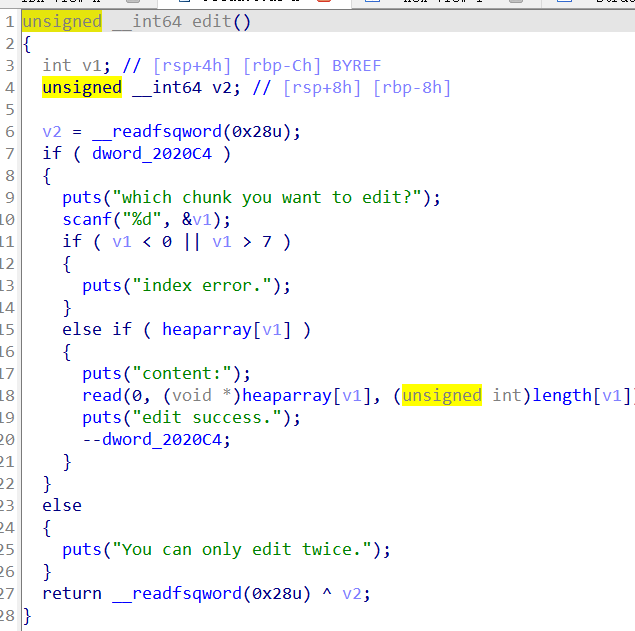 1 unsigned __int64 edit()
2 {
3 int v1; // [rsp+4h] [rbp-Ch] BYREF
4 unsigned __int64 v2; // [rsp+8h] [rbp-8h]
5
6 v2 = __readfsqword(0x28u);
7 if ( dword_2020C4 )
8 {
9 puts("which chunk you want to edit?");
10 scanf("%d", &v1);
11 if ( v1 < 0 || v1 > 7 )
12 {
13 puts("index error.");
14 }
15 else if ( heaparray[v1] )
16 {
17 puts("content:");
18 read(0, (void *)heaparray[v1], (unsigned int)length[v1]
19 puts("edit success.");
20 --dword_2020C4;
21 }
22 }
23 else
24 {
25 puts("You can only edit twice.");
26 }
27 return __readfsqword(0x28u) ^ v2;
28 }